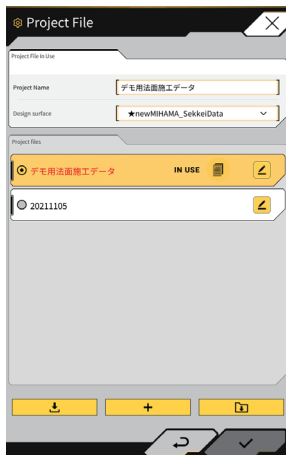 Project File
Project File In Use
Project Name
デモ用法面施工データ
Design surface
★newMIHAMA_SekkeiData
Project files
デモ用法面施工データ
IN USE
20211105